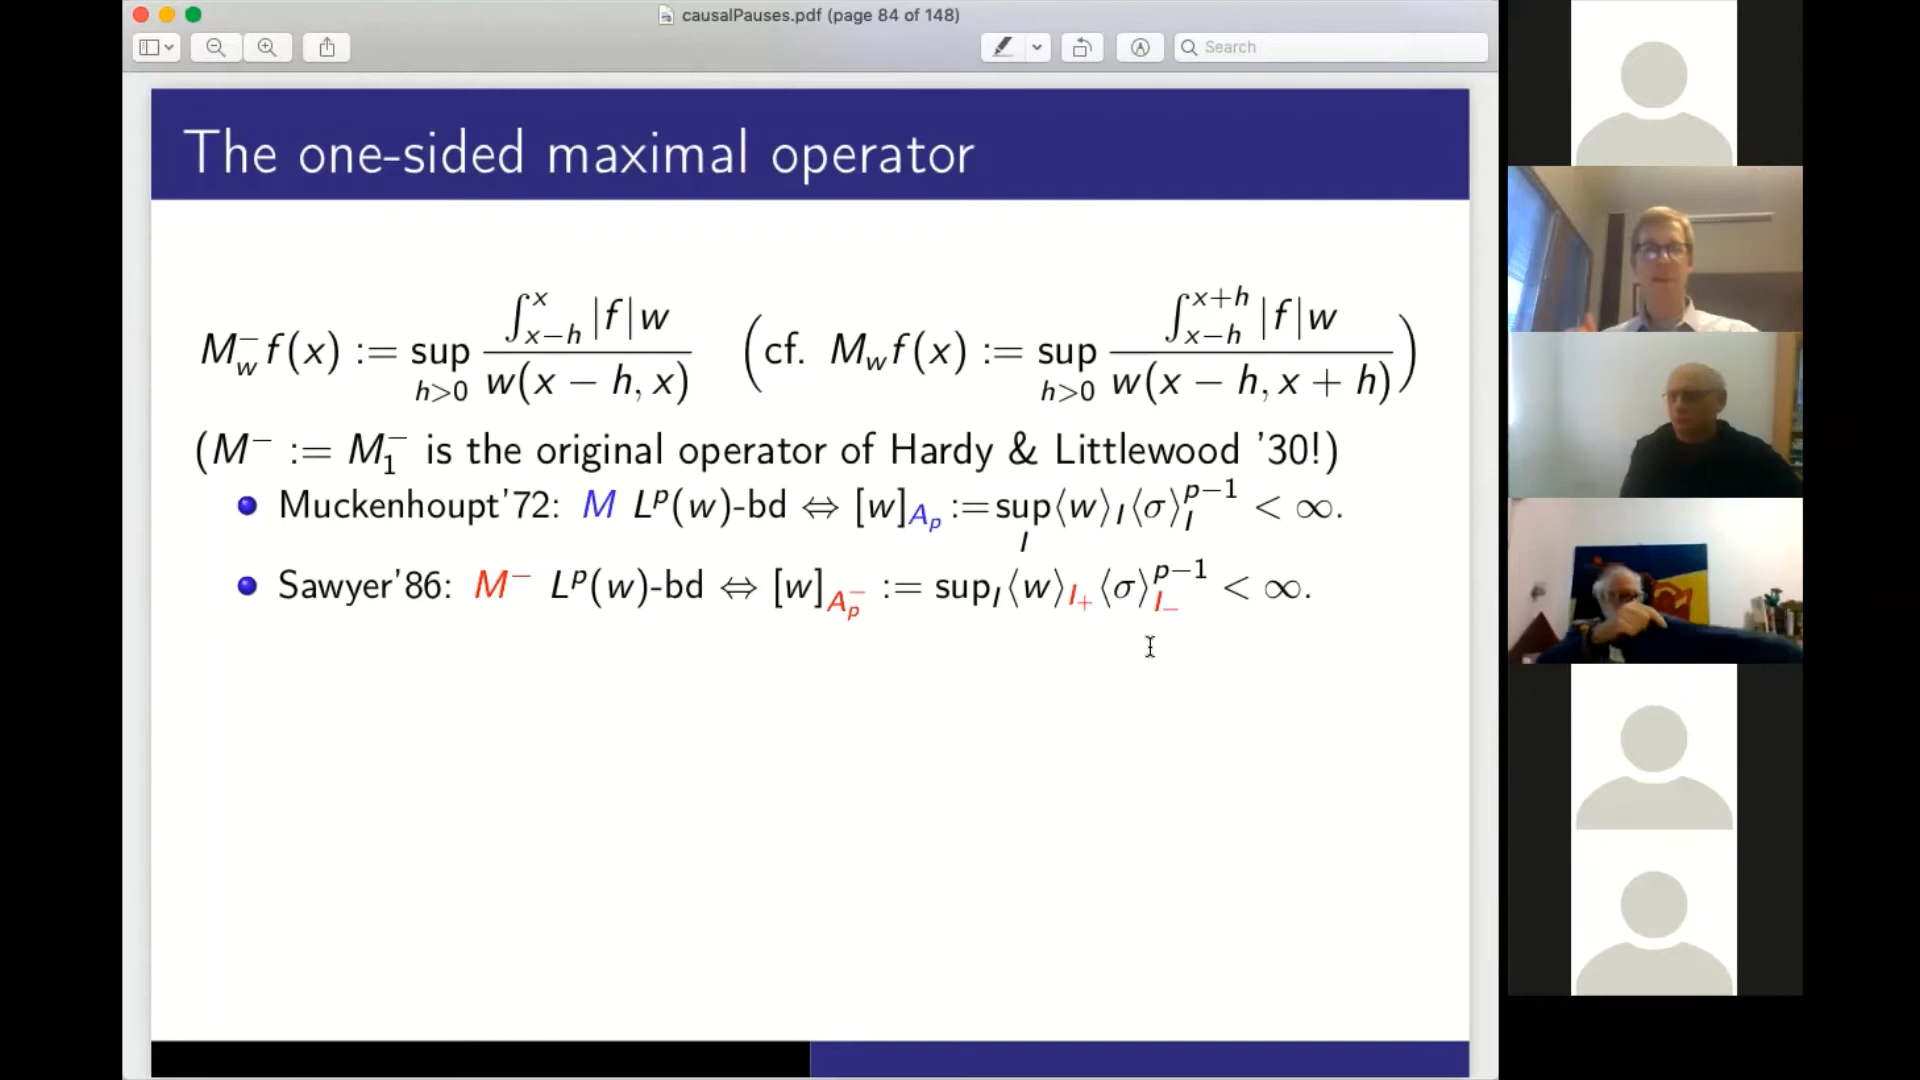 causalPauses.pdf (page 84 of 148)
Search
The one-sided maximal operator
M_w^- f(x) := sup_{h>0} \frac{∫_{x−h}^{x} |f|w}{w(x − h, x)} (cf. M_w f(x) := sup_{h>0} \frac{∫_{x−h}^{x+h} |f|w}{w(x − h, x + h)})
(M^- := M_1^- is the original operator of Hardy & Littlewood '30!)
Muckenhoupt'72: M L^p(w)-bd ⇔ [w]_{A_p} := sup_I ⟨w⟩_I ⟨σ⟩_I^{p−1} < ∞.
Sawyer'86: M^- L^p(w)-bd ⇔ [w]_{A_p^-} := sup_I ⟨w⟩_{I_+} ⟨σ⟩_{I_-}^{p−1} < ∞.